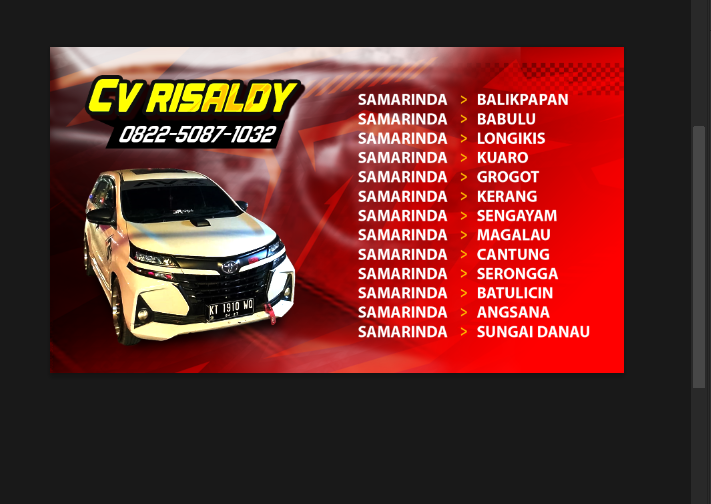 CV RISALDY
0822-5087-1032
SAMARINDA > BALIKPAPAN
SAMARINDA > BABULU
SAMARINDA > LONGIKIS
SAMARINDA > KUARO
SAMARINDA > GROGOT
SAMARINDA > KERANG
SAMARINDA > SENGAYAM
SAMARINDA > MAGALAU
SAMARINDA > CANTUNG
SAMARINDA > SERONGGA
SAMARINDA > BATULICIN
SAMARINDA > ANGSANA
SAMARINDA > SUNGAI DANAU
KT 1910 WO